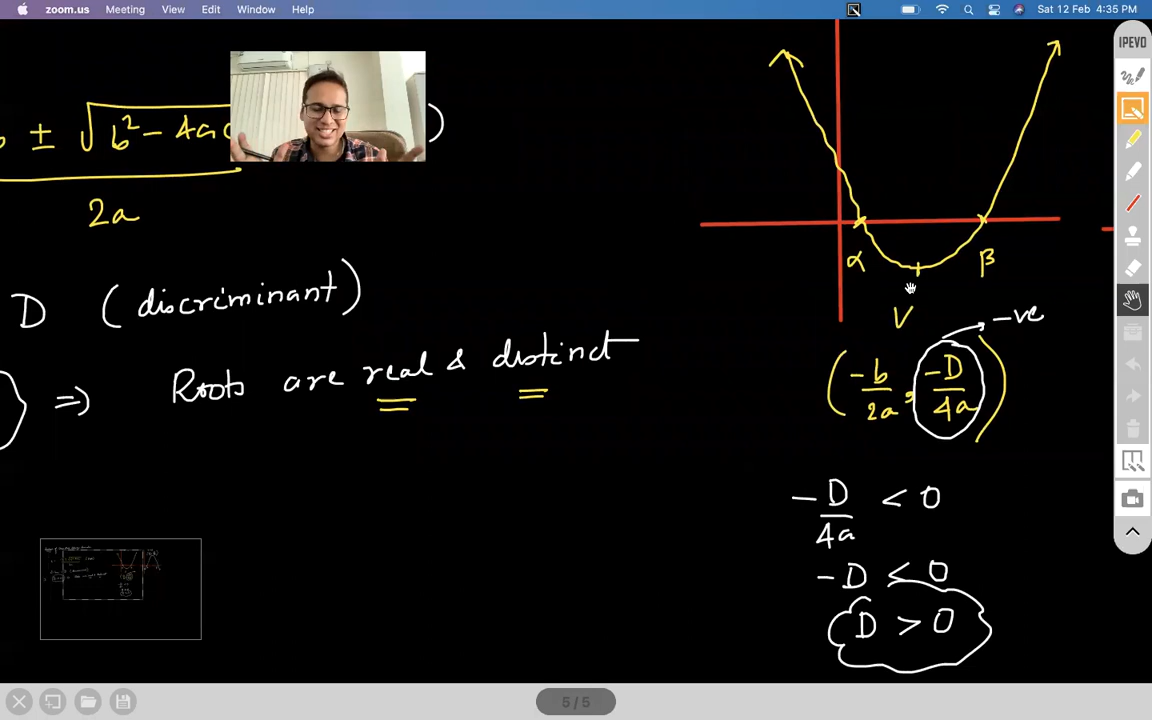 zoom.us Meeting View Edit Window Help Sat 12 Feb 4:35 PM
IPEVO
± √b² - 4a )
2a
D (discriminant)
⇒ Roots are real & distinct
α β
V
-ve
(-b/2a, -D/4a)
-D/4a < 0
-D < 0
D > 0
5 / 5